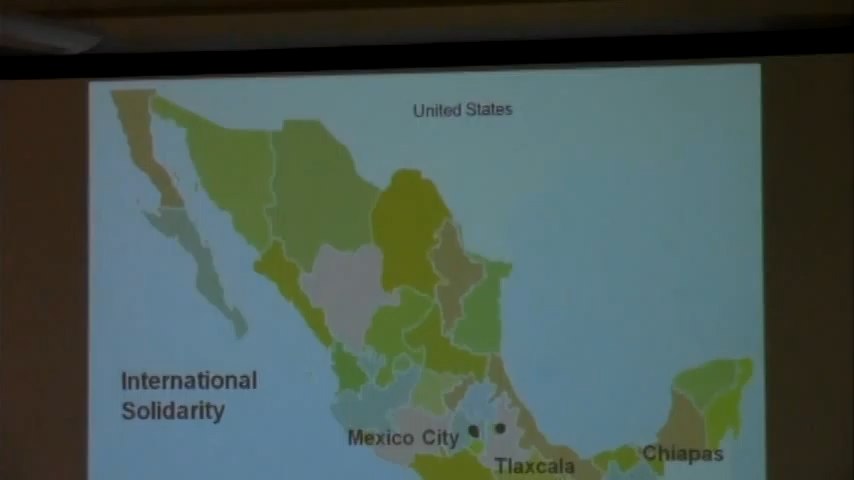 United States
International
Solidarity
Mexico City
Chiapas
Tlaxcala